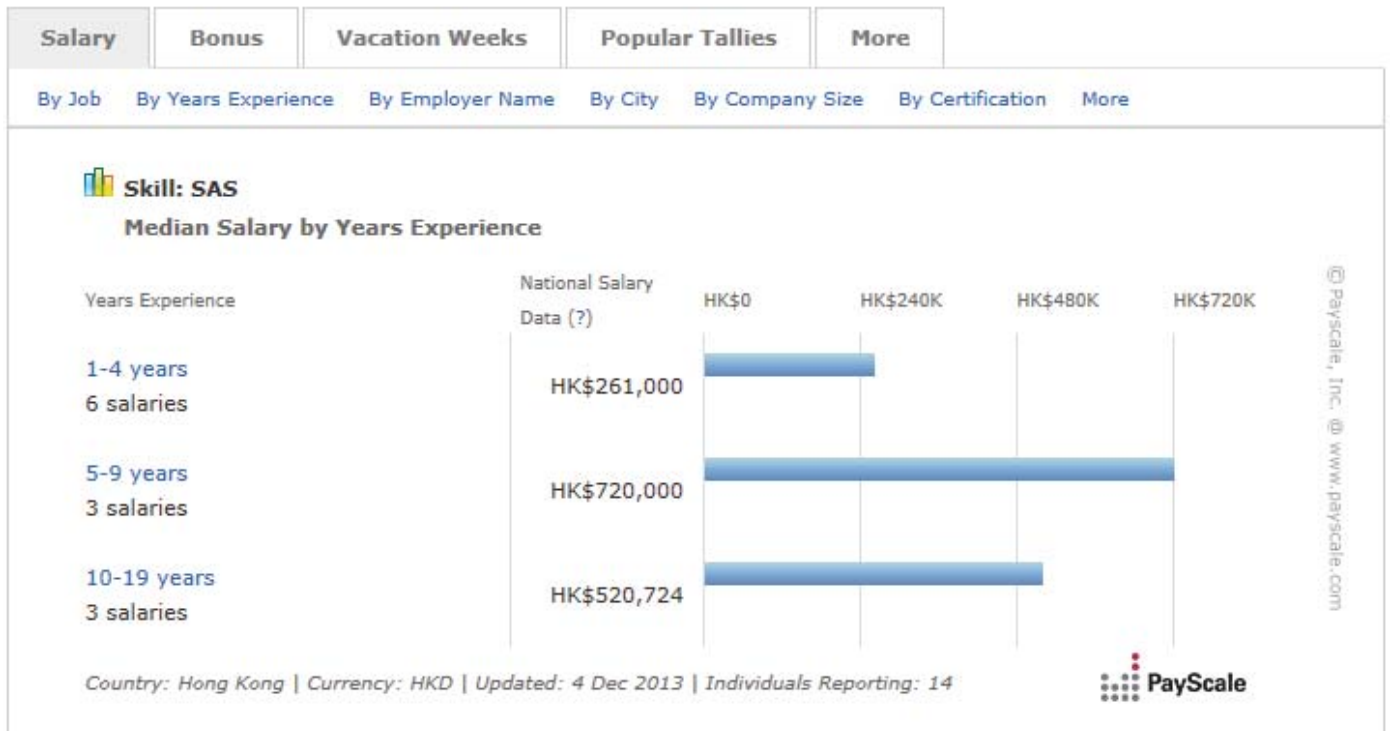 Salary Bonus Vacation Weeks Popular Tallies More
By Job By Years Experience By Employer Name By City By Company Size By Certification More
Skill: SAS
Median Salary by Years Experience
Years Experience
National Salary
Data (?)
HK$0 HK$240K HK$480K HK$720K
1-4 years
6 salaries
HK$261,000
5-9 years
3 salaries
HK$720,000
10-19 years
3 salaries
HK$520,724
Country: Hong Kong | Currency: HKD | Updated: 4 Dec 2013 | Individuals Reporting: 14
PayScale
© Payscale, Inc. @ www.payscale.com